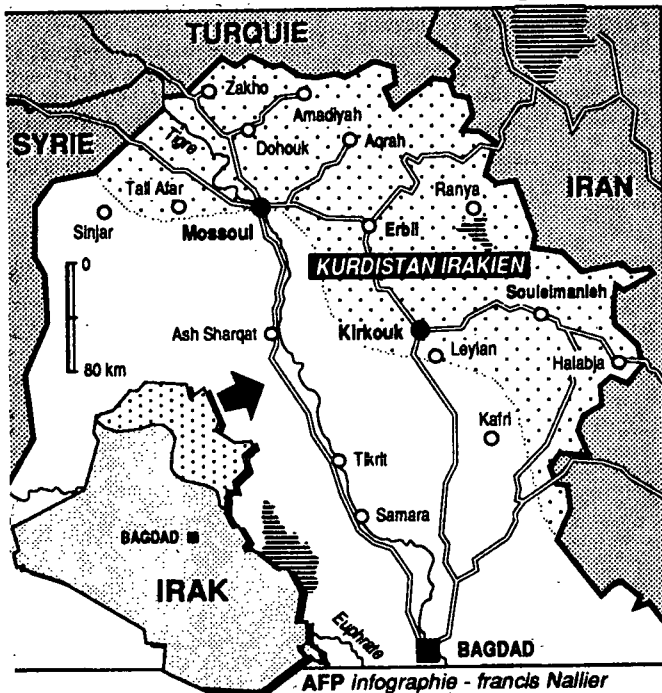 TURQUIE
Zakho
Amadiyah
SYRIE
Tigre
Dohouk
Aqrah
IRAN
Tall Afar
Ranya
Sinjar
Mossoul
Erbil
0
KURDISTAN IRAKIEN
Souleimanieh
Ash Sharqat
Kirkouk
Leylan
80 km
Halabja
Kafri
Tikrit
Samara
BAGDAD
IRAK
Euphrate
BAGDAD
AFP infographie - francis Nallier